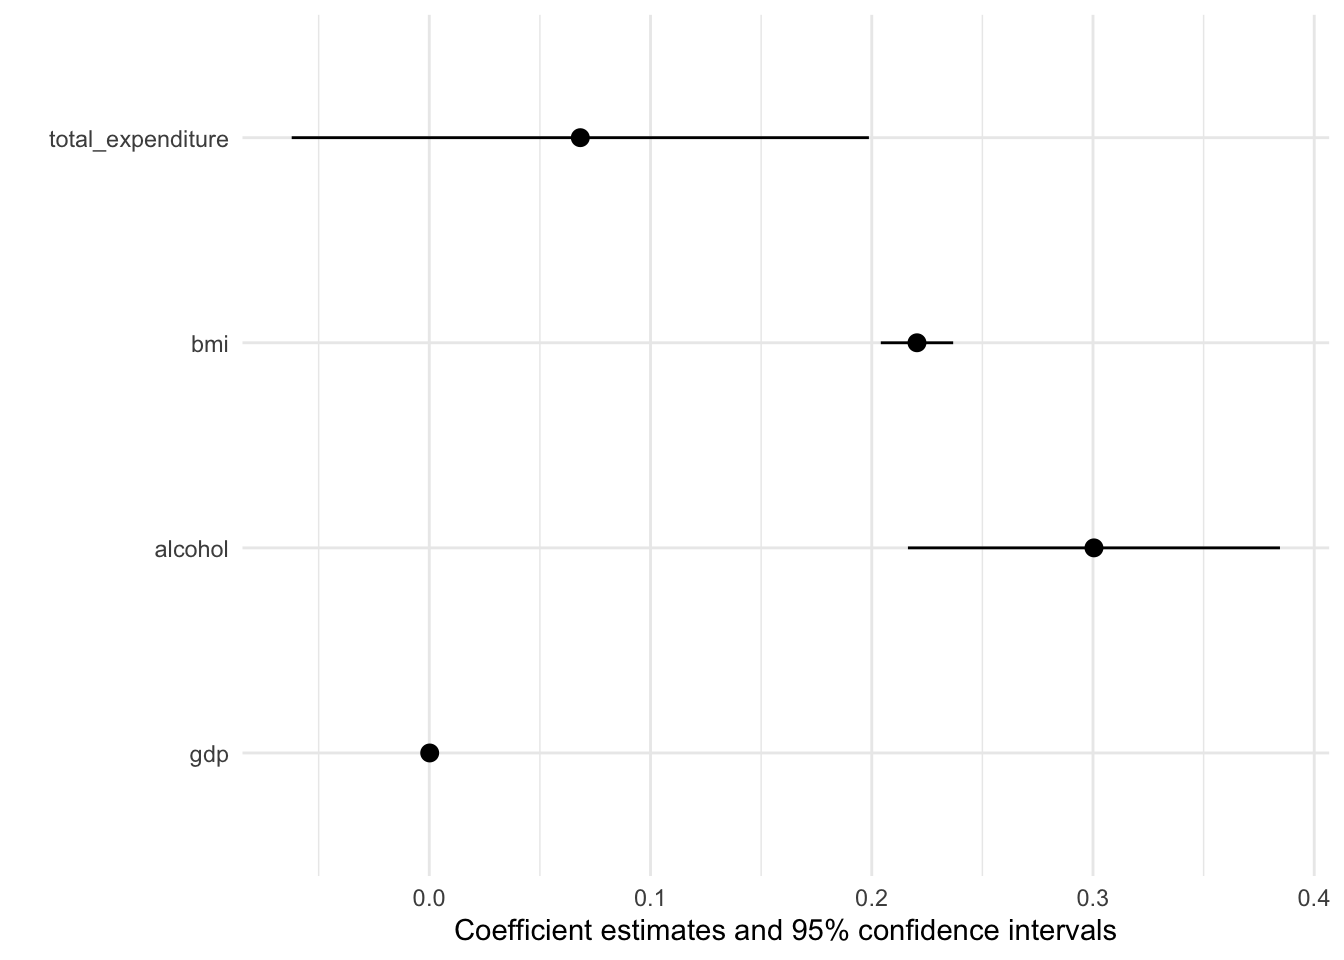 total_expenditure
bmi
alcohol
gdp
0.0 0.1 0.2 0.3 0.4
Coefficient estimates and 95% confidence intervals